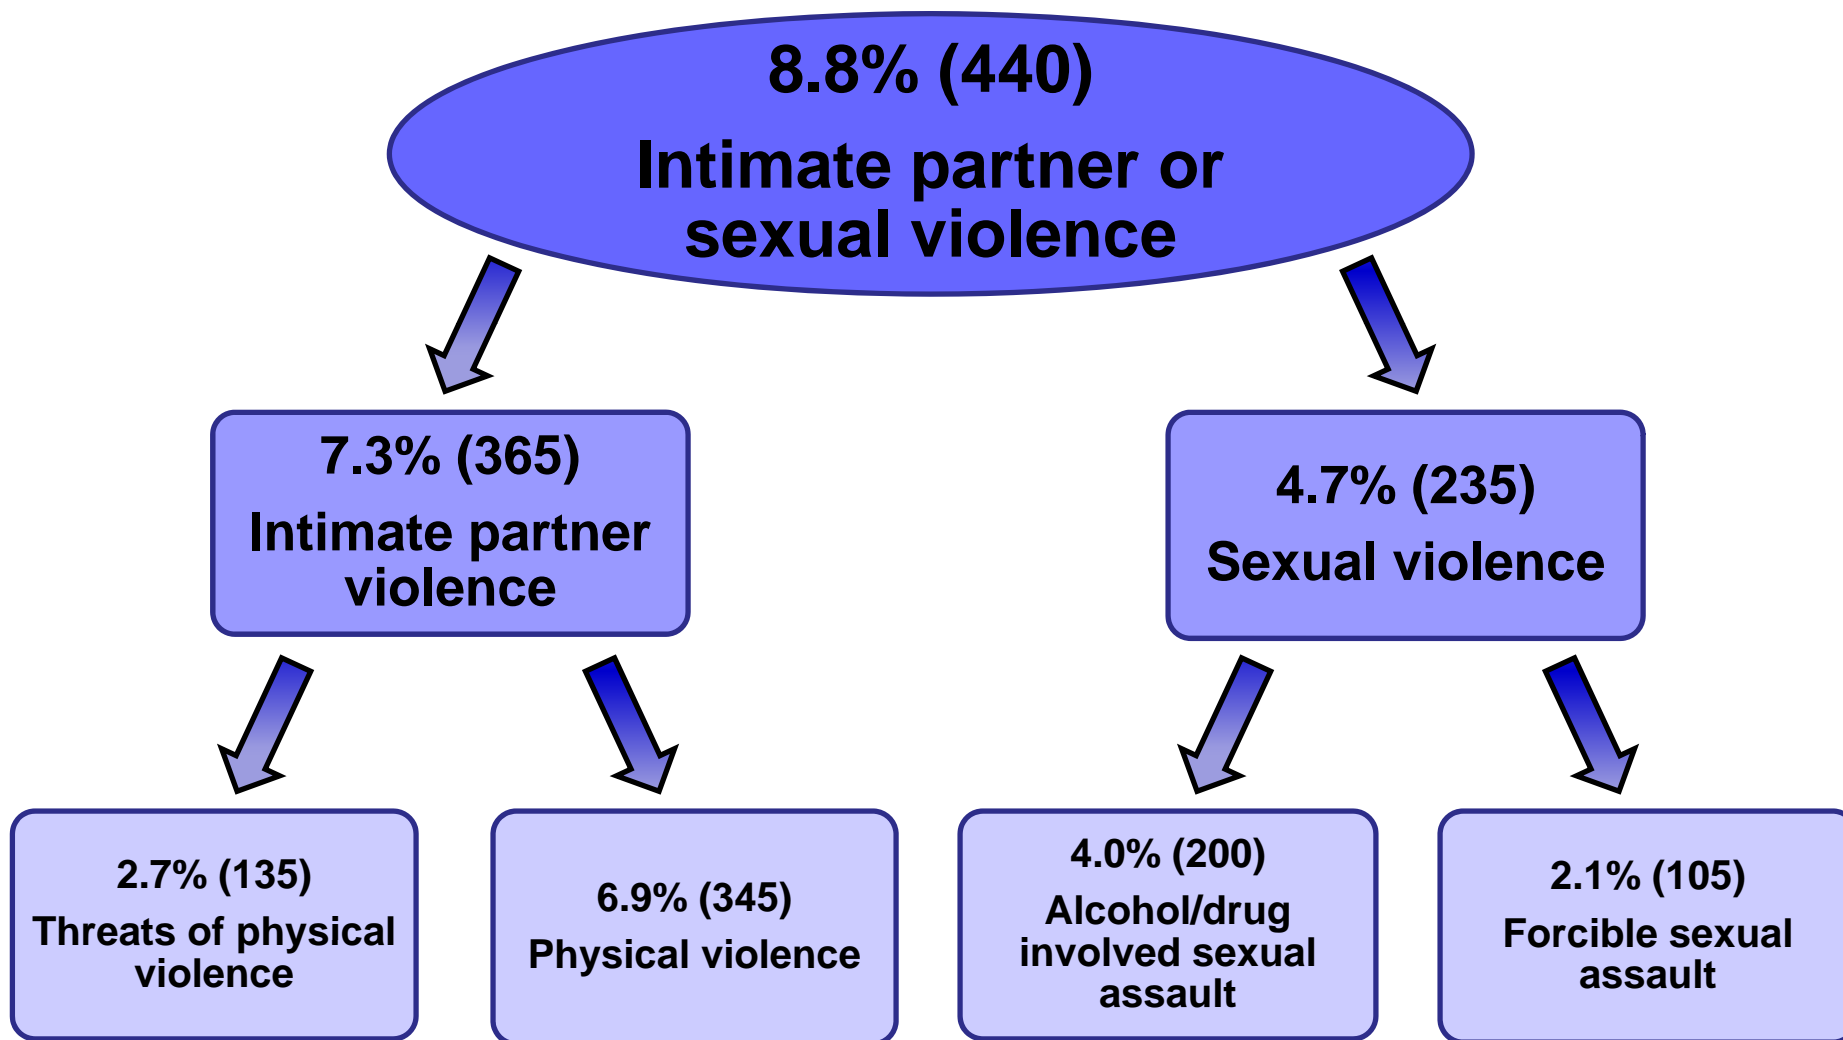 8.8% (440)
Intimate partner or
sexual violence
7.3% (365)
Intimate partner
violence
4.7% (235)
Sexual violence
2.7% (135)
Threats of physical
violence
6.9% (345)
Physical violence
4.0% (200)
Alcohol/drug
involved sexual
assault
2.1% (105)
Forcible sexual
assault